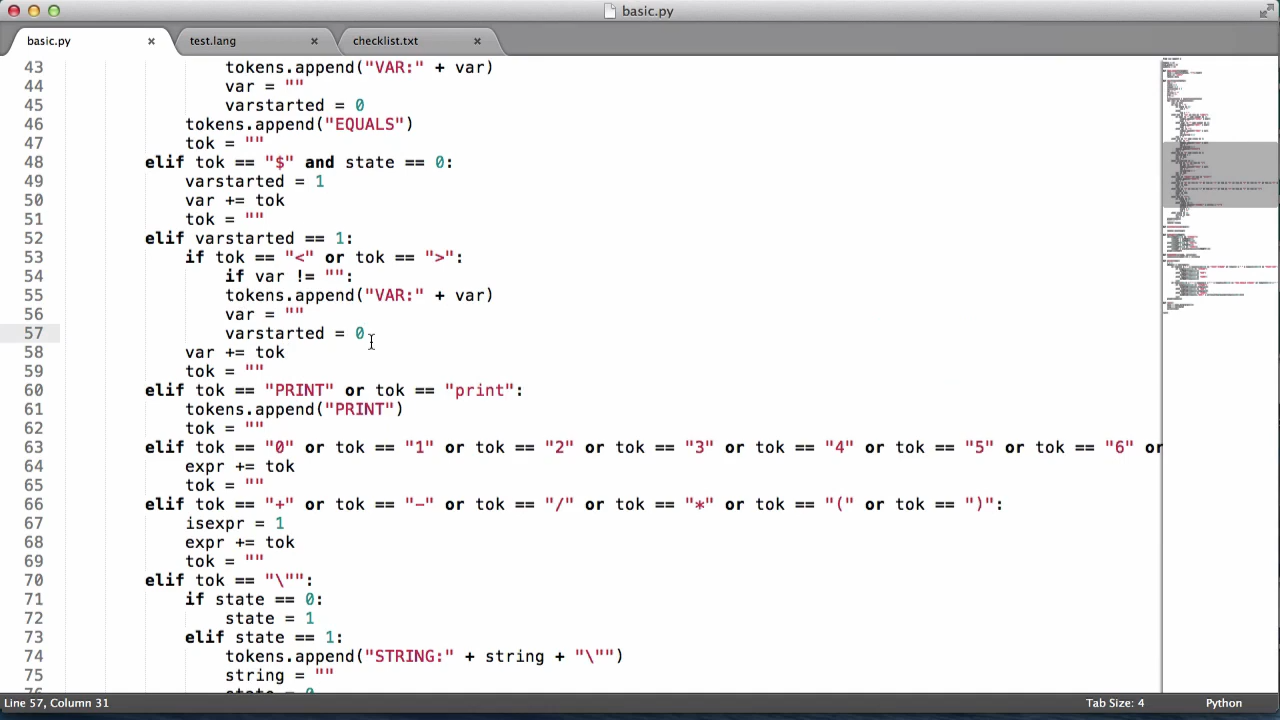 basic.py
basic.py × test.lang × checklist.txt ×
43 tokens.append("VAR:" + var)
44 var = ""
45 varstarted = 0
46 tokens.append("EQUALS")
47 tok = ""
48 elif tok == "$" and state == 0:
49 varstarted = 1
50 var += tok
51 tok = ""
52 elif varstarted == 1:
53 if tok == "<" or tok == ">":
54 if var != "":
55 tokens.append("VAR:" + var)
56 var = ""
57 varstarted = 0
58 var += tok
59 tok = ""
60 elif tok == "PRINT" or tok == "print":
61 tokens.append("PRINT")
62 tok = ""
63 elif tok == "0" or tok == "1" or tok == "2" or tok == "3" or tok == "4" or tok == "5" or tok == "6" or
64 expr += tok
65 tok = ""
66 elif tok == "+" or tok == "-" or tok == "/" or tok == "*" or tok == "(" or tok == ")":
67 isexpr = 1
68 expr += tok
69 tok = ""
70 elif tok == "\"":
71 if state == 0:
72 state = 1
73 elif state == 1:
74 tokens.append("STRING:" + string + "\"")
75 string = ""
76 state = 0
Line 57, Column 31 Tab Size: 4 Python